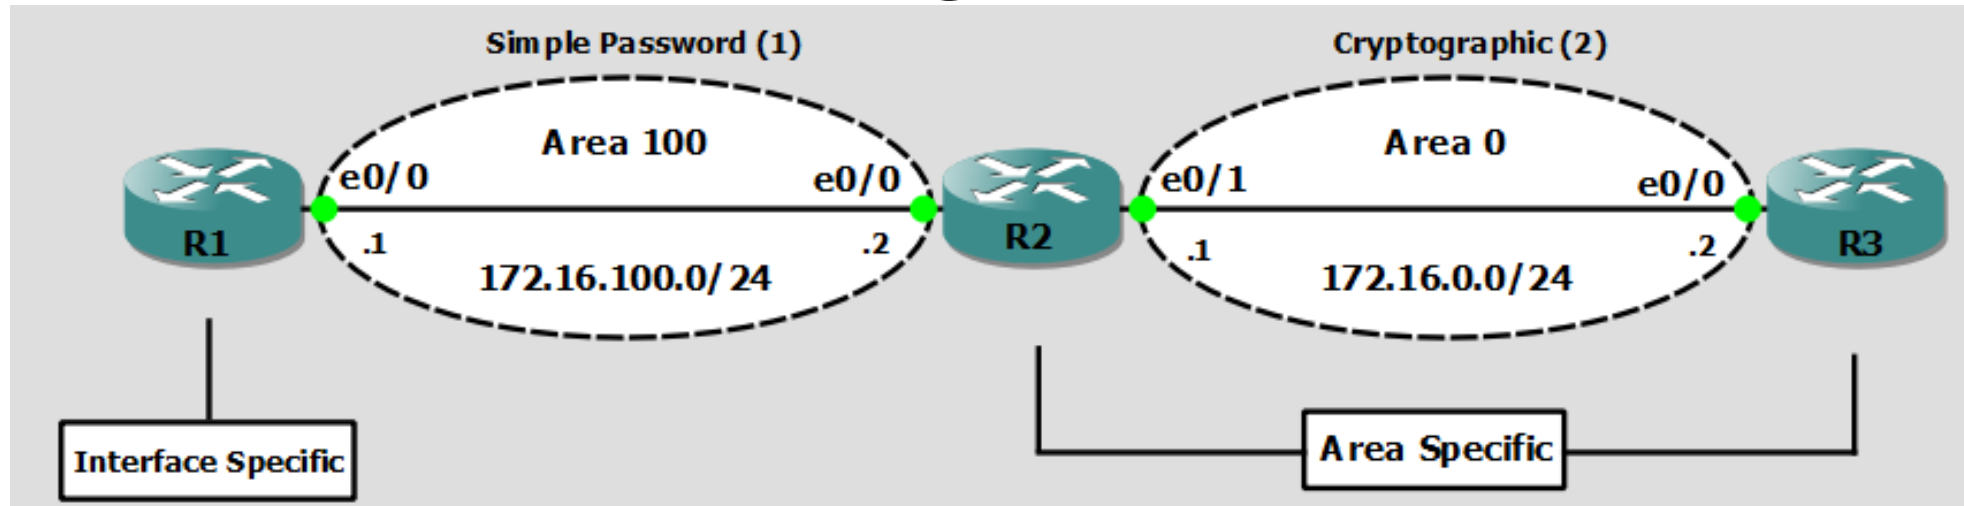 Simple Password (1)
Cryptographic (2)
Area 100
Area 0
e0/0
e0/0
e0/1
e0/0
R1
R2
R3
.1
.2
.1
.2
172.16.100.0/24
172.16.0.0/24
Interface Specific
Area Specific